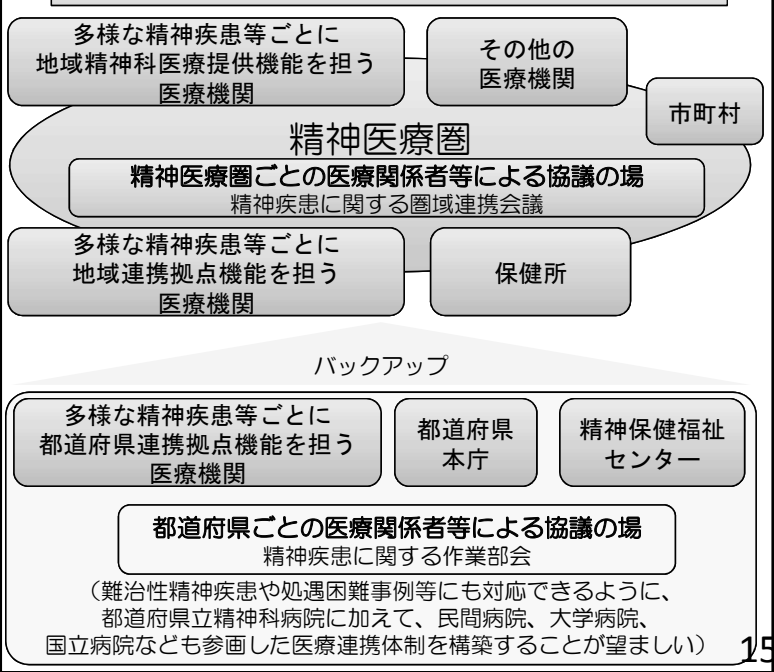 多様な精神疾患等ごとに
地域精神科医療提供機能を担う
医療機関
その他の
医療機関
市町村
精神医療圏
精神医療圏ごとの医療関係者等による協議の場
精神疾患に関する圏域連携会議
多様な精神疾患等ごとに
地域連携拠点機能を担う
医療機関
保健所
バックアップ
多様な精神疾患等ごとに
都道府県連携拠点機能を担う
医療機関
都道府県
本庁
精神保健福祉
センター
都道府県ごとの医療関係者等による協議の場
精神疾患に関する作業部会
（難治性精神疾患や処遇困難事例等にも対応できるように、
都道府県立精神科病院に加えて、民間病院、大学病院、
国立病院なども参画した医療連携体制を構築することが望ましい）
15